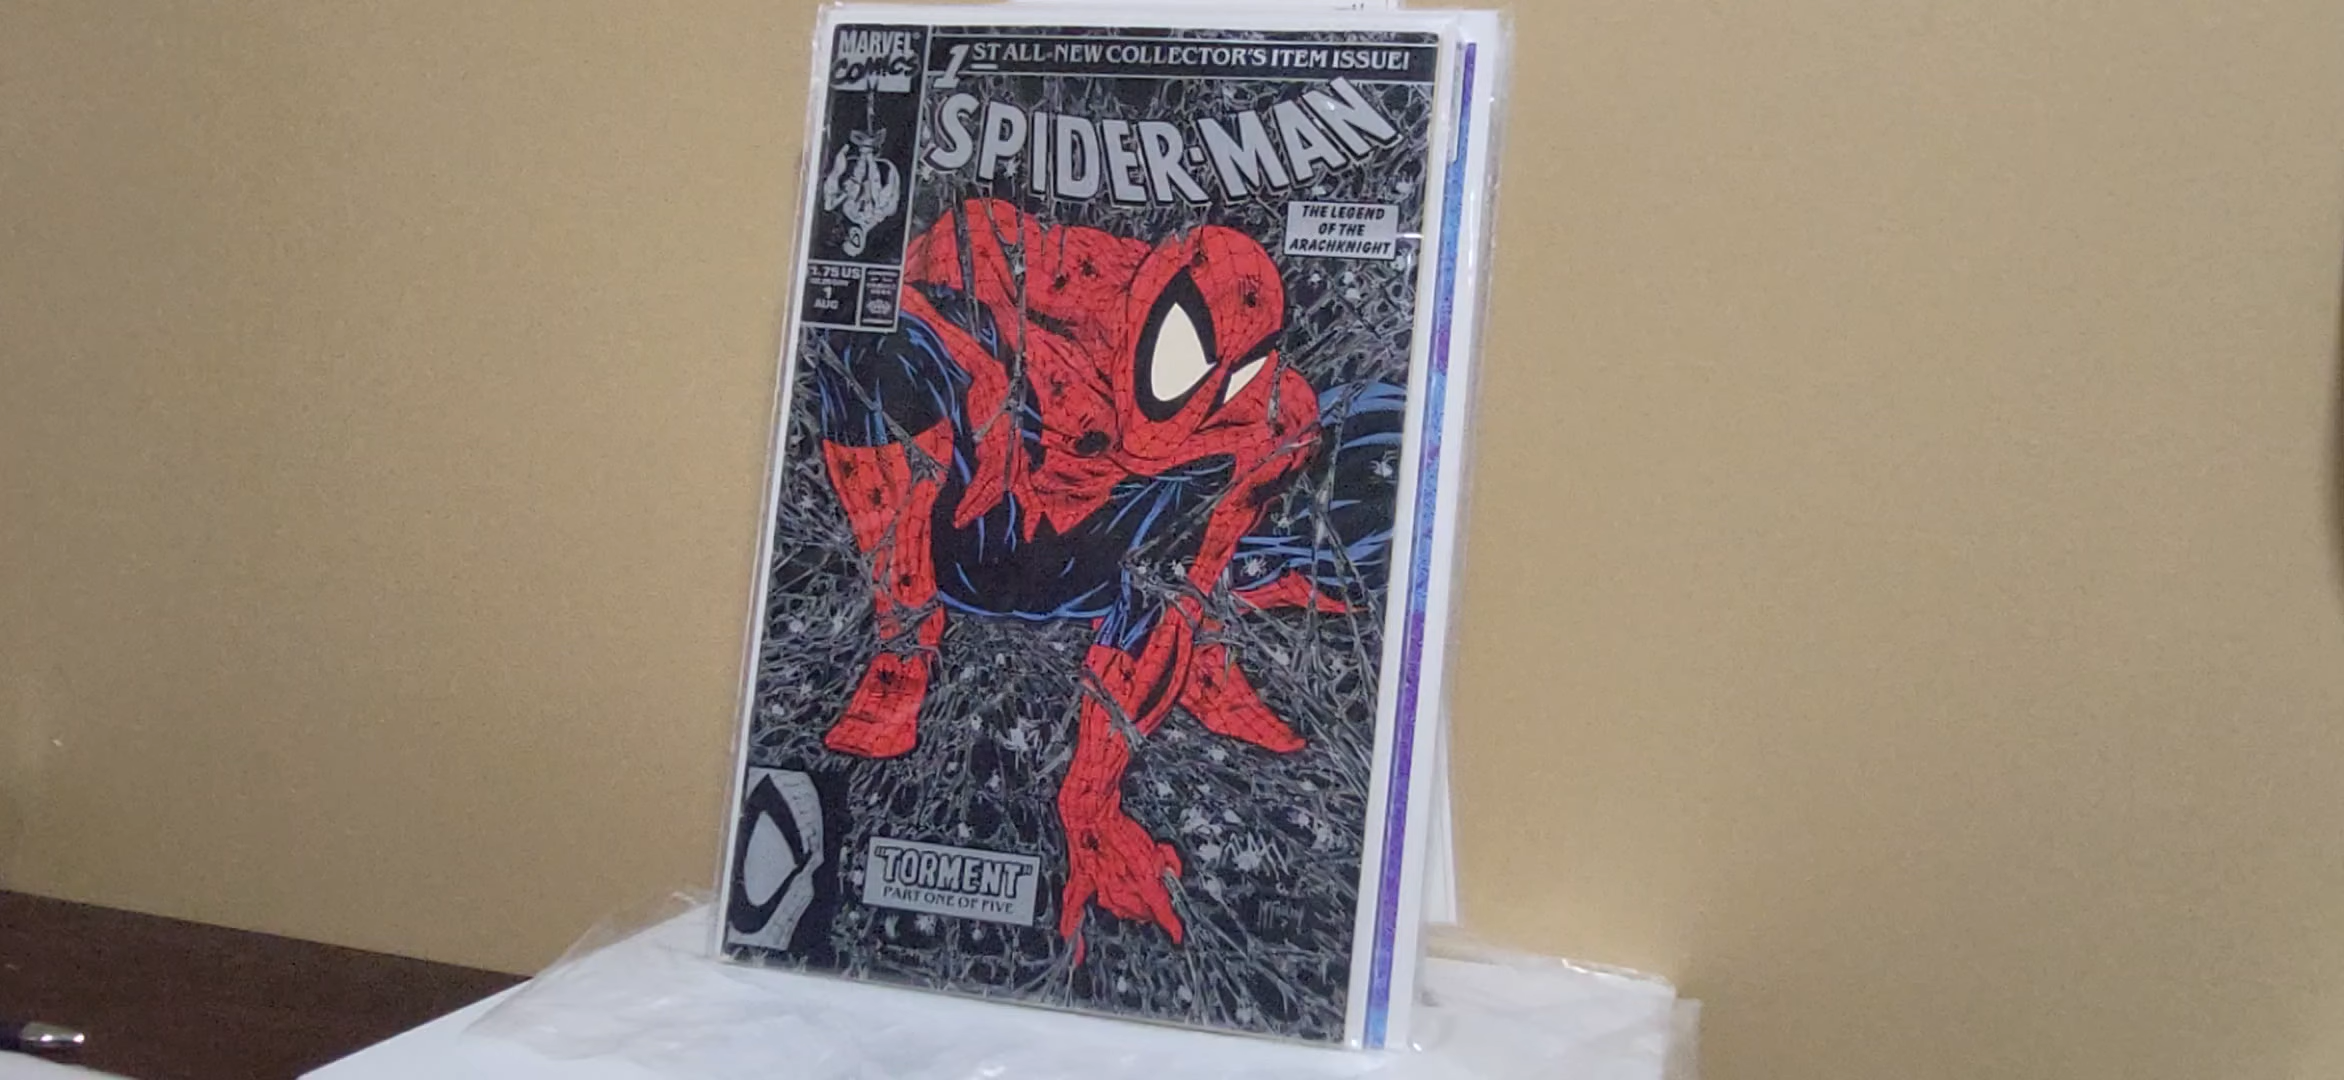 MARVEL
COMICS
1ST ALL-NEW COLLECTOR'S ITEM ISSUE!
SPIDER-MAN
THE LEGEND
OF THE
ARACHKNIGHT
1.75 US
1
AUG
"TORMENT"
PART ONE OF FIVE